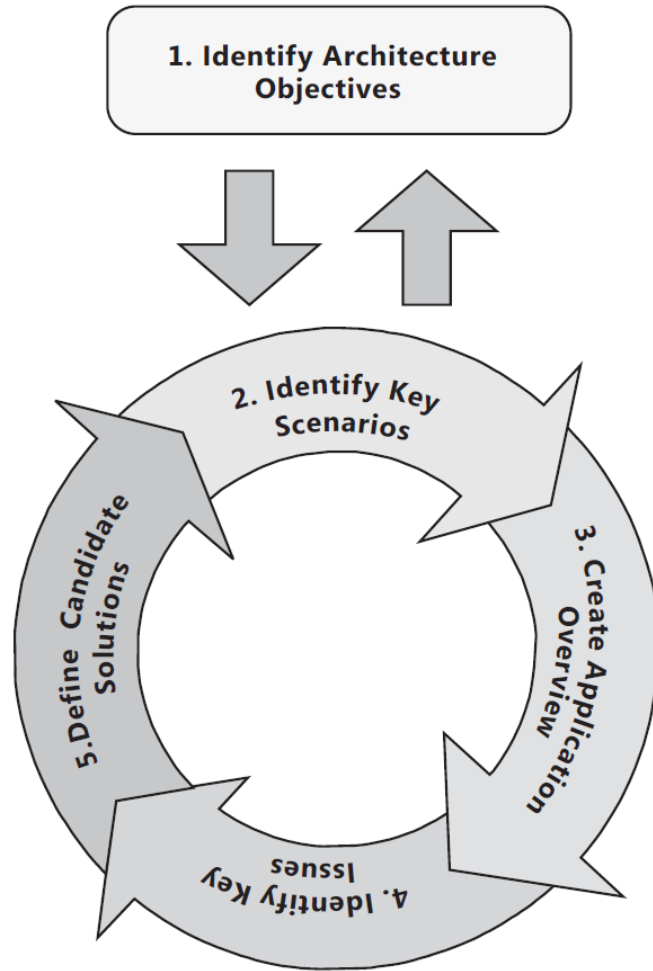 1. Identify Architecture
Objectives
2. Identify Key
Scenarios
3. Create Application
Overview
4. Identify Key
Issues
5.Define Candidate
Solutions